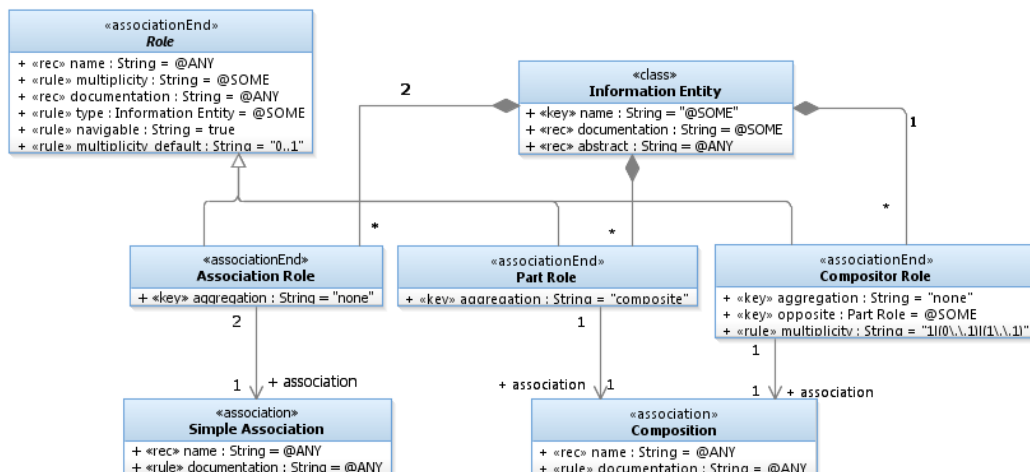 «associationEnd»
Role
+ «rec» name : String = @ANY
+ «rule» multiplicity : String = @SOME
+ «rec» documentation : String = @ANY
+ «rule» type : Information Entity = @SOME
+ «rule» navigable : String = true
+ «rule» multiplicity_default : String = "0..1"
«class»
Information Entity
+ «key» name : String = "@SOME"
+ «rec» documentation : String = @SOME
+ «rec» abstract : String = @ANY
2
1
*
*
*
«associationEnd»
Association Role
+ «key» aggregation : String = "none"
«associationEnd»
Part Role
+ «key» aggregation : String = "composite"
«associationEnd»
Compositor Role
+ «key» aggregation : String = "none"
+ «key» opposite : Part Role = @SOME
+ «rule» multiplicity : String = "1|(0\.\.1)|(1\.\.1)"
2
1
1
1 + association
+ association 1
1 + association
«association»
Simple Association
+ «rec» name : String = @ANY
+ «rule» documentation : String = @ANY
«association»
Composition
+ «rec» name : String = @ANY
+ «rule» documentation : String = @ANY